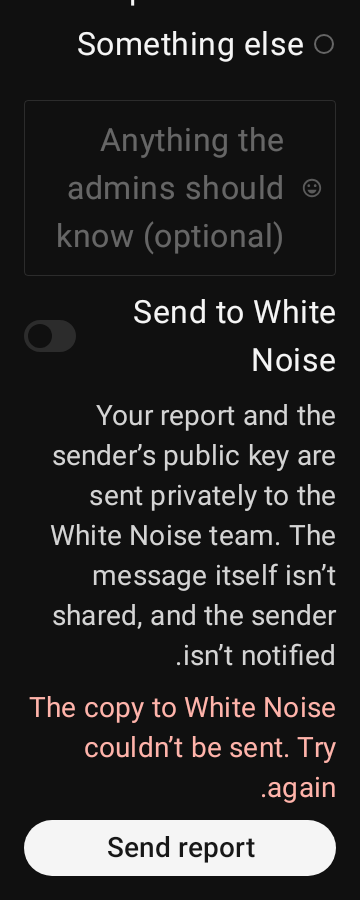 Something else
Anything the
admins should
know (optional)
Send to White
Noise
Your report and the
sender’s public key are
sent privately to the
White Noise team. The
message itself isn’t
shared, and the sender
.isn’t notified
The copy to White Noise
couldn’t be sent. Try
.again
Send report